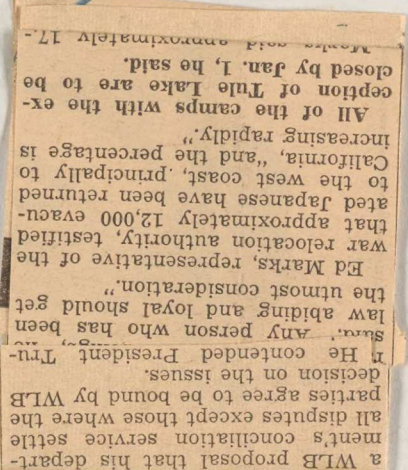 a WLB proposal that his depart-
ment's conciliation service settle
all disputes except those where the
parties agree to be bound by WLB
decision on the issues.
r He contended President Tru-
said. Any person who has been
law abiding and loyal should get
the utmost consideration."
Ed Marks, representative of the
war relocation authority, testified
that approximately 12,000 evacu-
ated Japanese have been returned
to the west coast, principally to
California, "and the percentage is
increasing rapidly."
All of the camps with the ex-
ception of Tule Lake are to be
closed by Jan. 1, he said.
Marks said approximately 17,-